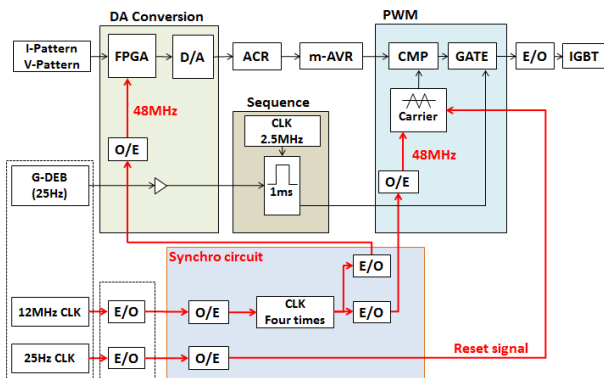 DA Conversion
PWM
I-Pattern
V-Pattern
FPGA
D/A
ACR
m-AVR
CMP
GATE
E/O
IGBT
48MHz
Sequence
CLK
2.5MHz
Carrier
O/E
48MHz
O/E
G-DEB
(25Hz)
1ms
Synchro circuit
E/O
12MHz CLK
E/O
O/E
CLK
Four times
E/O
25Hz CLK
E/O
O/E
Reset signal